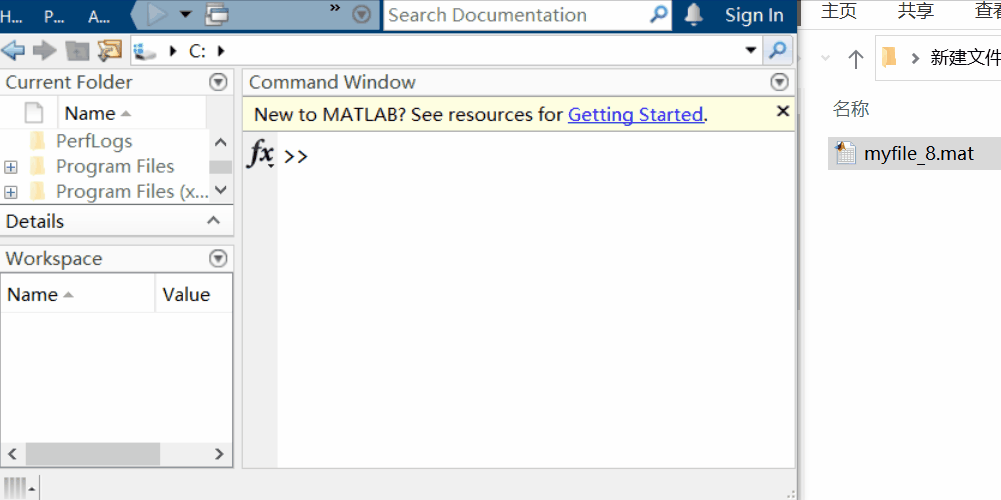 H... P... A... » Search Documentation Sign In
C:
Current Folder
Name
PerfLogs
Program Files
Program Files (x...
Details
Workspace
Name Value
Command Window
New to MATLAB? See resources for Getting Started.
fx >>
主页 共享 查看
新建文件
名称
myfile_8.mat